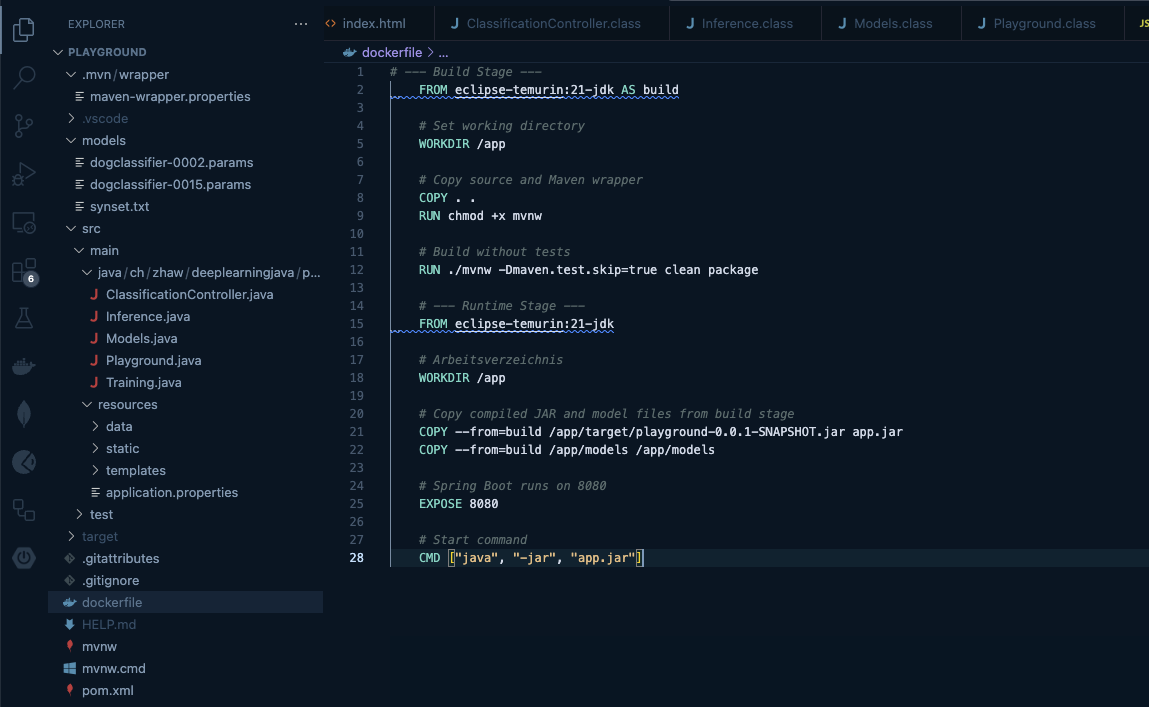 EXPLORER ...
PLAYGROUND
.mvn/wrapper
maven-wrapper.properties
.vscode
models
dogclassifier-0002.params
dogclassifier-0015.params
synset.txt
src
main
java/ch/zhaw/deeplearningjava/p...
ClassificationController.java
Inference.java
Models.java
Playground.java
Training.java
resources
data
static
templates
application.properties
test
target
.gitattributes
.gitignore
dockerfile
HELP.md
mvnw
mvnw.cmd
pom.xml
6
<> index.html J ClassificationController.class J Inference.class J Models.class J Playground.class JS
dockerfile > ...
1 # --- Build Stage ---
2 FROM eclipse-temurin:21-jdk AS build
3
4 # Set working directory
5 WORKDIR /app
6
7 # Copy source and Maven wrapper
8 COPY . .
9 RUN chmod +x mvnw
10
11 # Build without tests
12 RUN ./mvnw -Dmaven.test.skip=true clean package
13
14 # --- Runtime Stage ---
15 FROM eclipse-temurin:21-jdk
16
17 # Arbeitsverzeichnis
18 WORKDIR /app
19
20 # Copy compiled JAR and model files from build stage
21 COPY --from=build /app/target/playground-0.0.1-SNAPSHOT.jar app.jar
22 COPY --from=build /app/models /app/models
23
24 # Spring Boot runs on 8080
25 EXPOSE 8080
26
27 # Start command
28 CMD ["java", "-jar", "app.jar"]